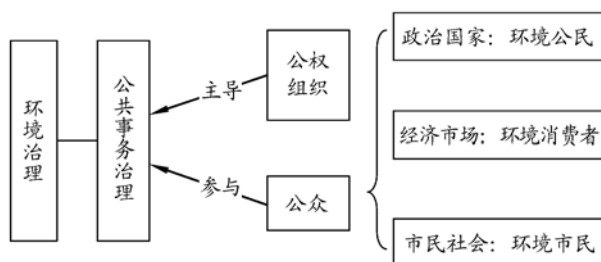 环境治理
公共事务治理
主导
参与
公权
组织
公众
政治国家：环境公民
经济市场：环境消费者
市民社会：环境市民